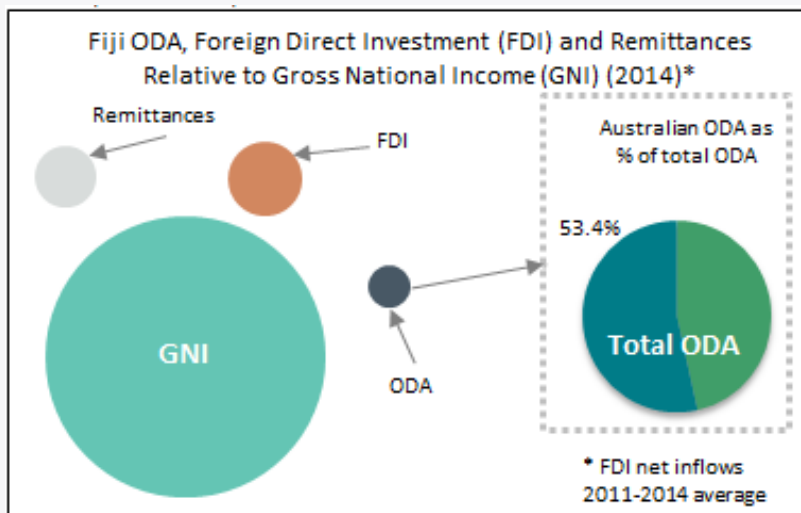 Fiji ODA, Foreign Direct Investment (FDI) and Remittances
Relative to Gross National Income (GNI) (2014)*
Remittances
FDI
GNI
ODA
Australian ODA as
% of total ODA
53.4%
Total ODA
* FDI net inflows
2011-2014 average